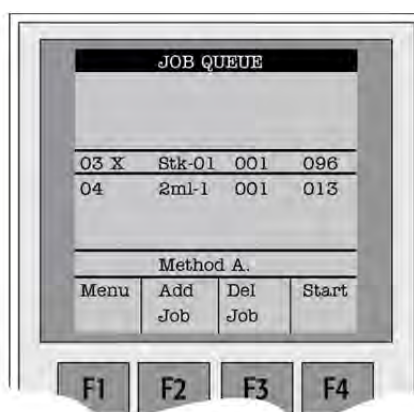 JOB QUEUE
03 X Stk-01 001 096
04 2ml-1 001 013
Method A.
Menu Add Job Del Job Start
F1 F2 F3 F4